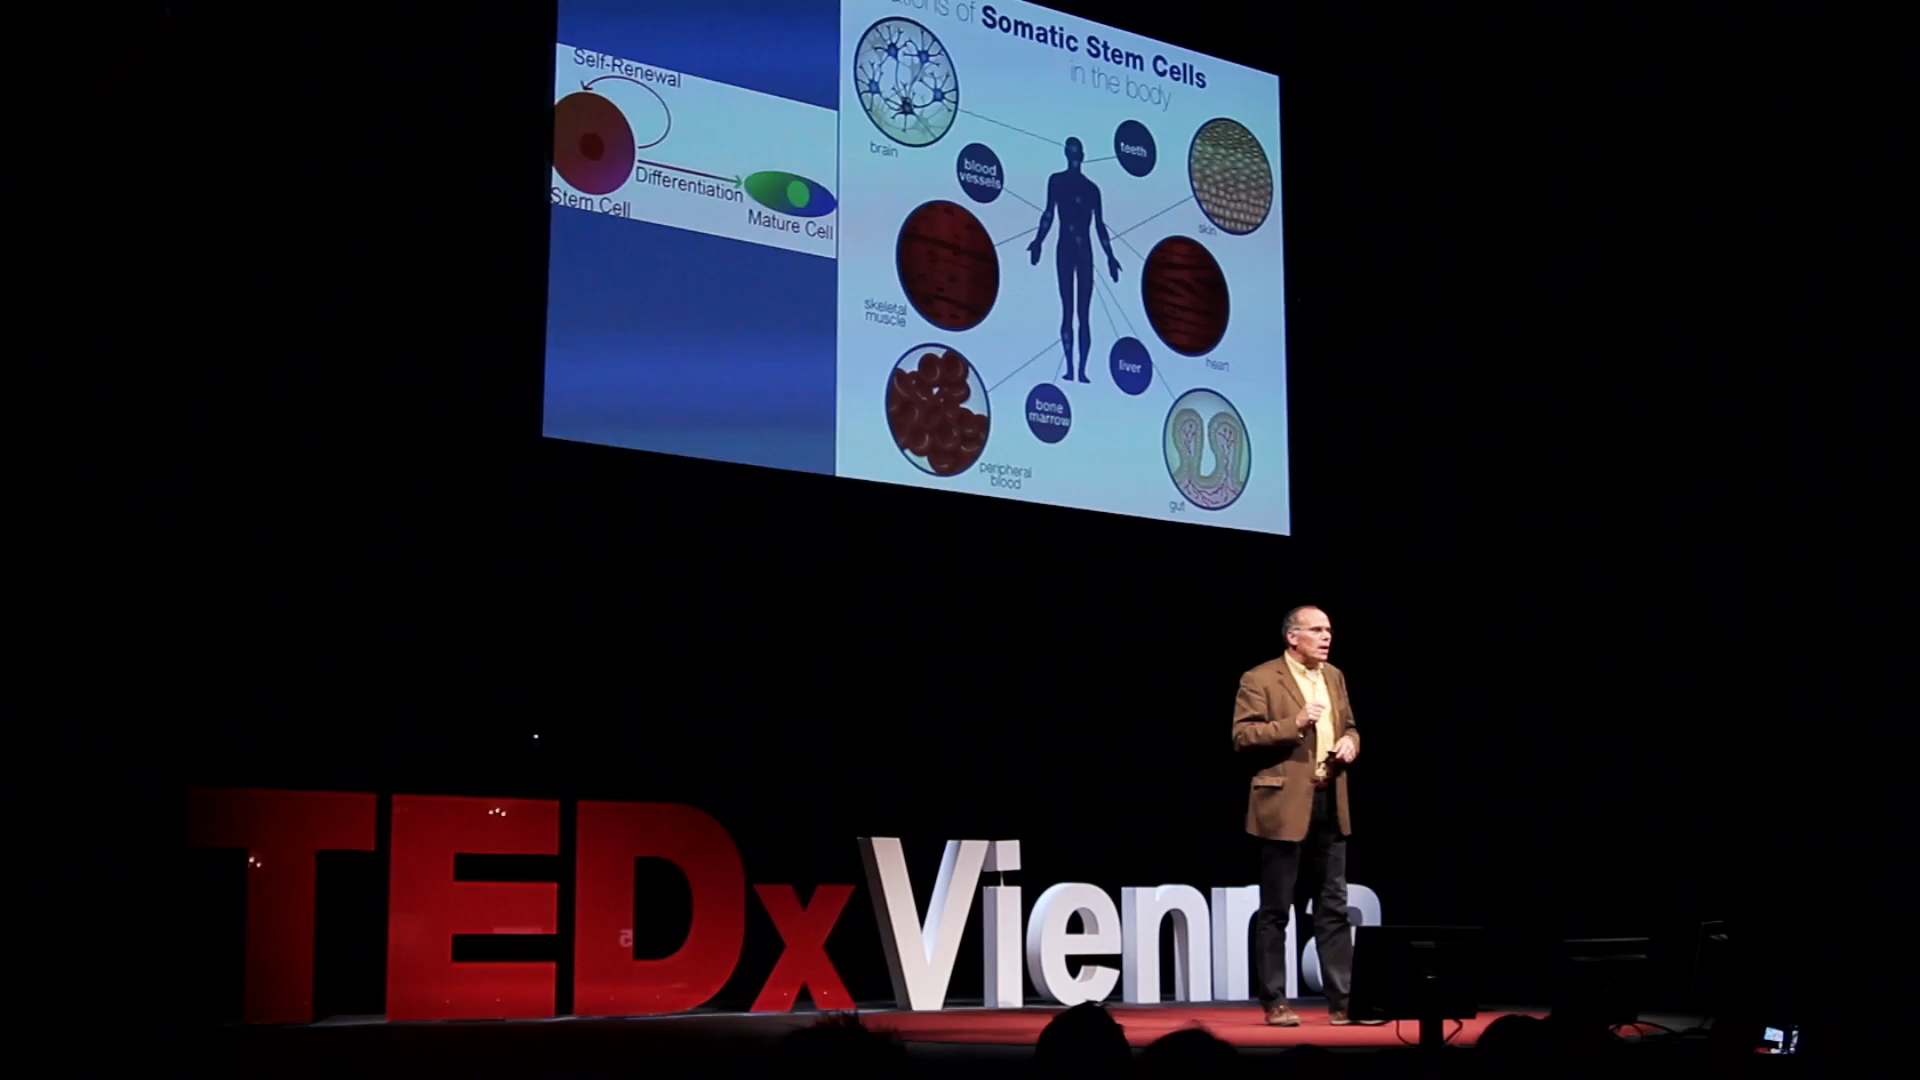 Self-Renewal
Stem Cell
Differentiation
Mature Cell
of Somatic Stem Cells
in the body
brain
blood
vessels
teeth
skin
skeletal
muscle
heart
peripheral
blood
bone
marrow
liver
gut
TEDxVienna